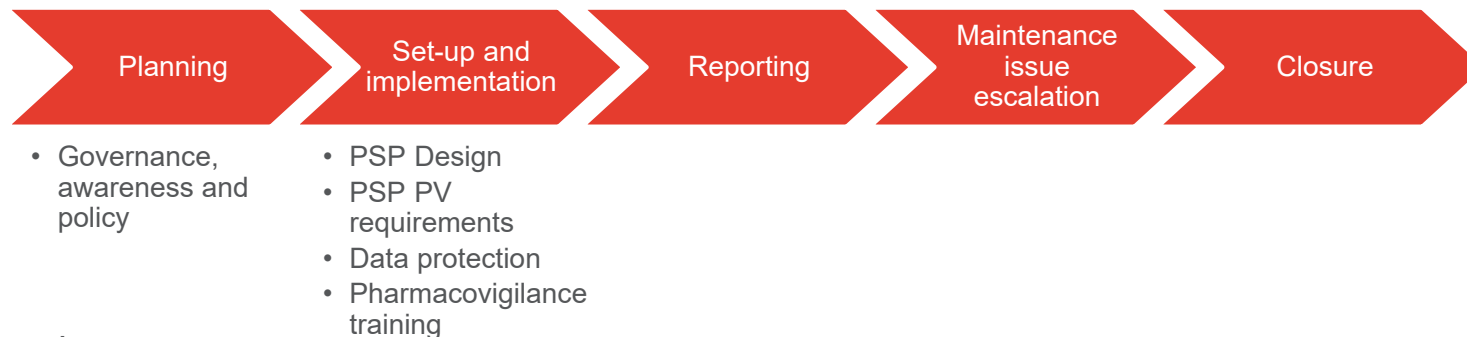 Planning
Set-up and
implementation
Reporting
Maintenance
issue
escalation
Closure
• Governance,
awareness and
policy
• PSP Design
• PSP PV
requirements
• Data protection
• Pharmacovigilance
training